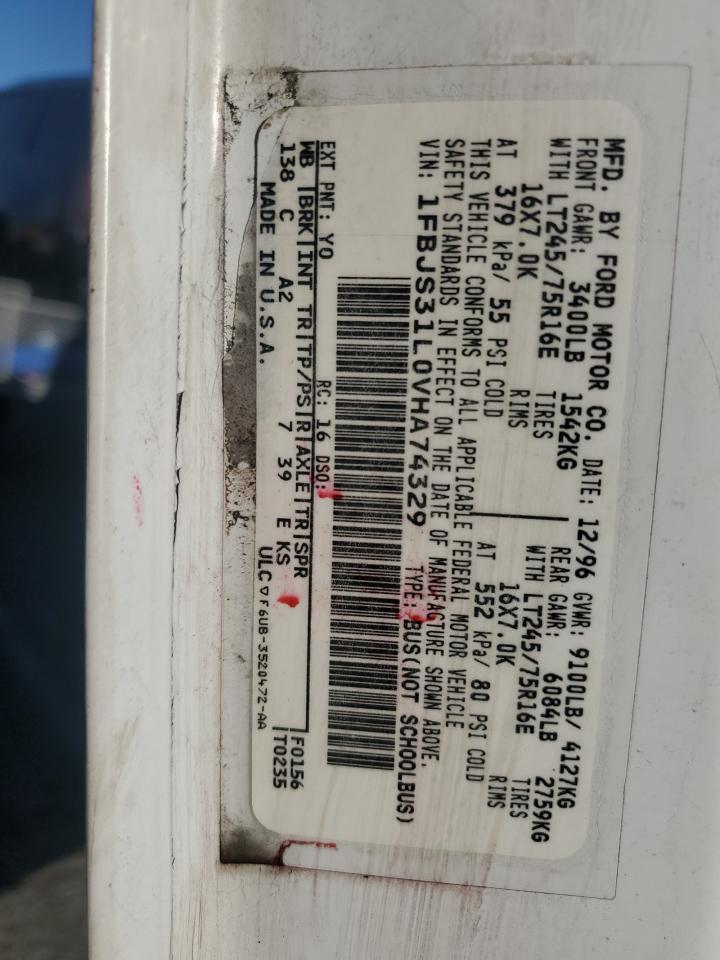 MFD. BY FORD MOTOR CO. DATE: 12/96 GVWR: 9100LB/ 4127KG
FRONT GAWR: 3400LB 1542KG REAR GAWR: 6084LB 2759KG
WITH LT245/75R16E TIRES WITH LT245/75R16E TIRES
16X7.0K RIMS 16X7.0K RIMS
AT 379 kPa/ 55 PSI COLD AT 552 kPa/ 80 PSI COLD
THIS VEHICLE CONFORMS TO ALL APPLICABLE FEDERAL MOTOR VEHICLE
SAFETY STANDARDS IN EFFECT ON THE DATE OF MANUFACTURE SHOWN ABOVE.
VIN: 1FBJS31L0VHA74329 TYPE: BUS(NOT SCHOOLBUS)
EXT PNT: YO RC: 16 DSO: F0156
WB |BRK|INT TR|TP/PS|R|AXLE|TR|SPR T0235
138 C A2 7 39 E KS
MADE IN U.S.A. ULC ▽ F6UB-3520472-AA